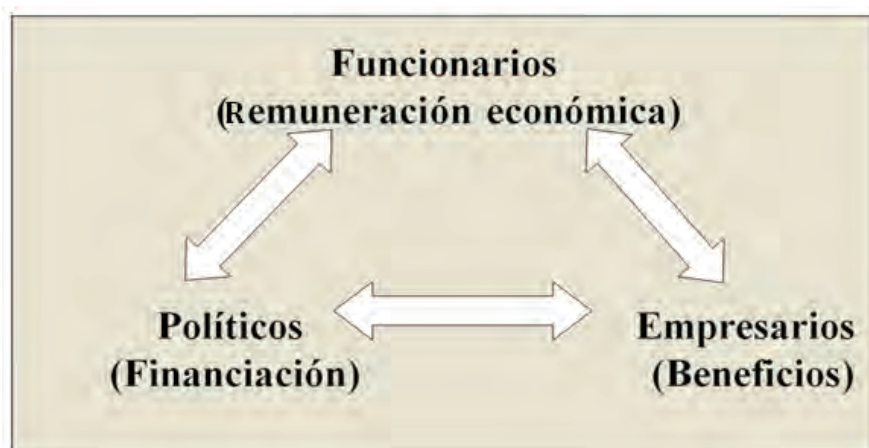 Funcionarios
(Remuneración económica)
Políticos
(Financiación)
Empresarios
(Beneficios)